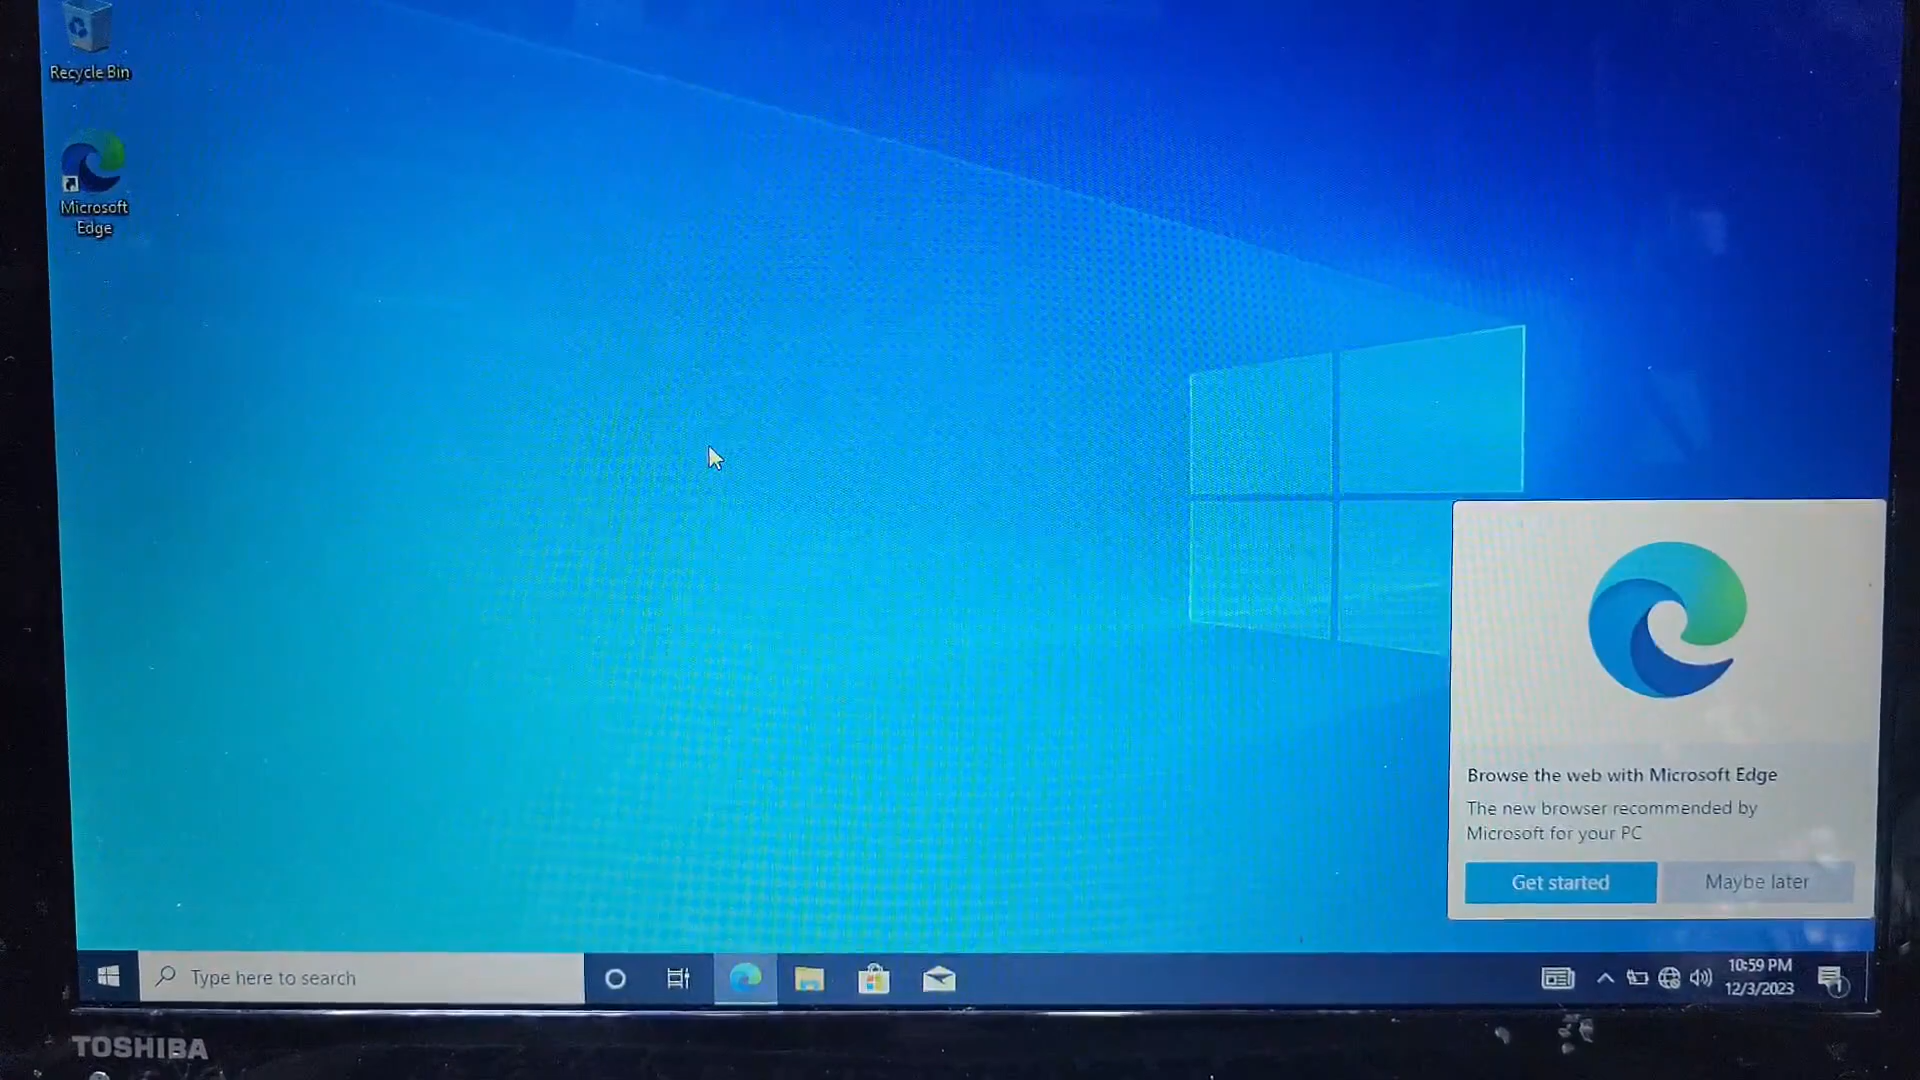 Recycle Bin
Microsoft
Edge
Browse the web with Microsoft Edge
The new browser recommended by
Microsoft for your PC
Get started
Maybe later
Type here to search
10:59 PM
12/3/2023
1
TOSHIBA